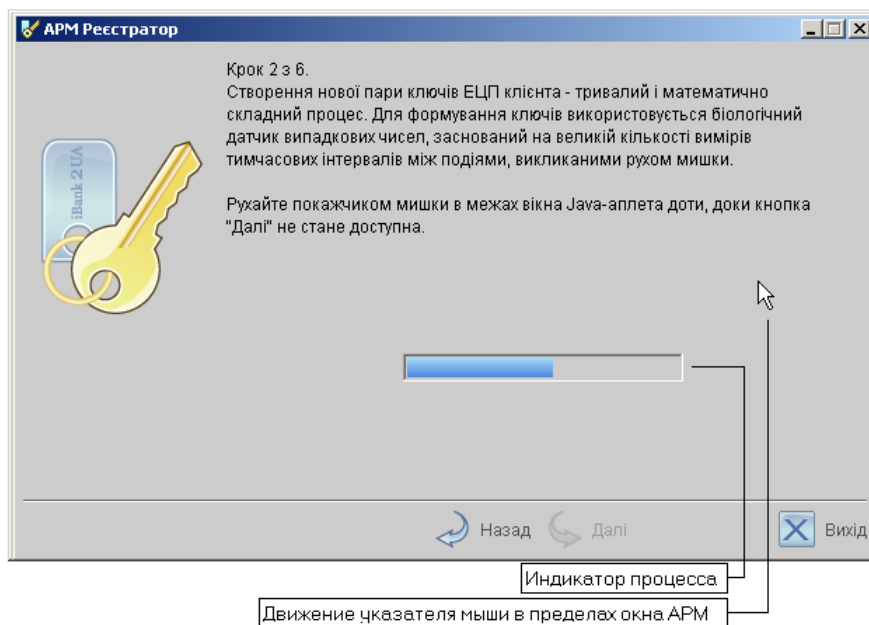 АРМ Реєстратор
Крок 2 з 6.
Створення нової пари ключів ЕЦП клієнта - тривалий і математично
складний процес. Для формування ключів використовується біологічний
датчик випадкових чисел, заснований на великій кількості вимірів
тимчасових інтервалів між подіями, викликаними рухом мишки.
Рухайте покажчиком мишки в межах вікна Java-аплета доти, доки кнопка
"Далі" не стане доступна.
iBank 2 UA
Назад
Далі
Вихід
Индикатор процесса
Движение указателя мыши в пределах окна АРМ